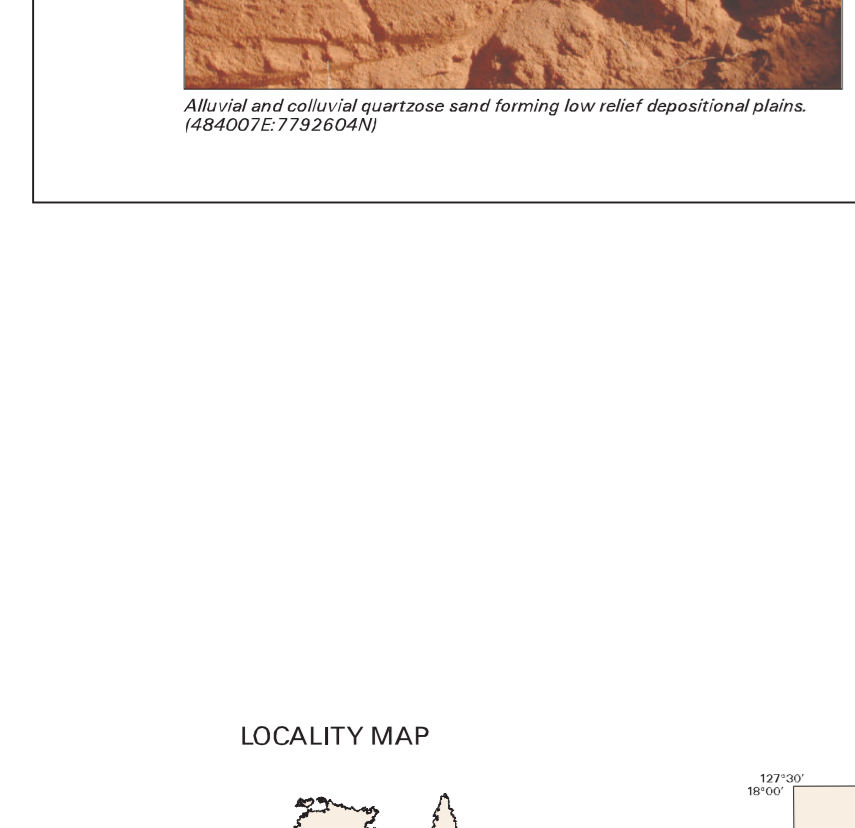 Alluvial and colluvial quartzose sand forming low relief depositional plains.
(484007E:7792604N)
LOCALITY MAP
127°30′
18°00′